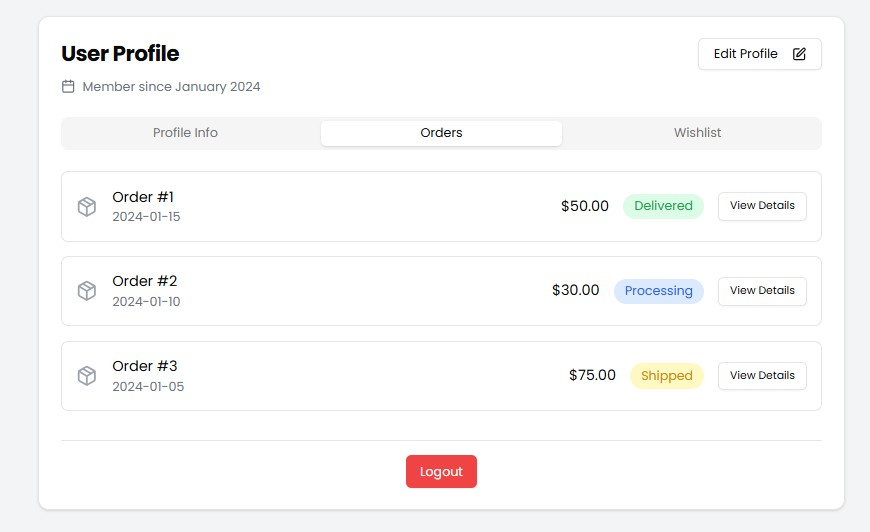 User Profile
Edit Profile
Member since January 2024
Profile Info
Orders
Wishlist
Order #1
2024-01-15
$50.00
Delivered
View Details
Order #2
2024-01-10
$30.00
Processing
View Details
Order #3
2024-01-05
$75.00
Shipped
View Details
Logout